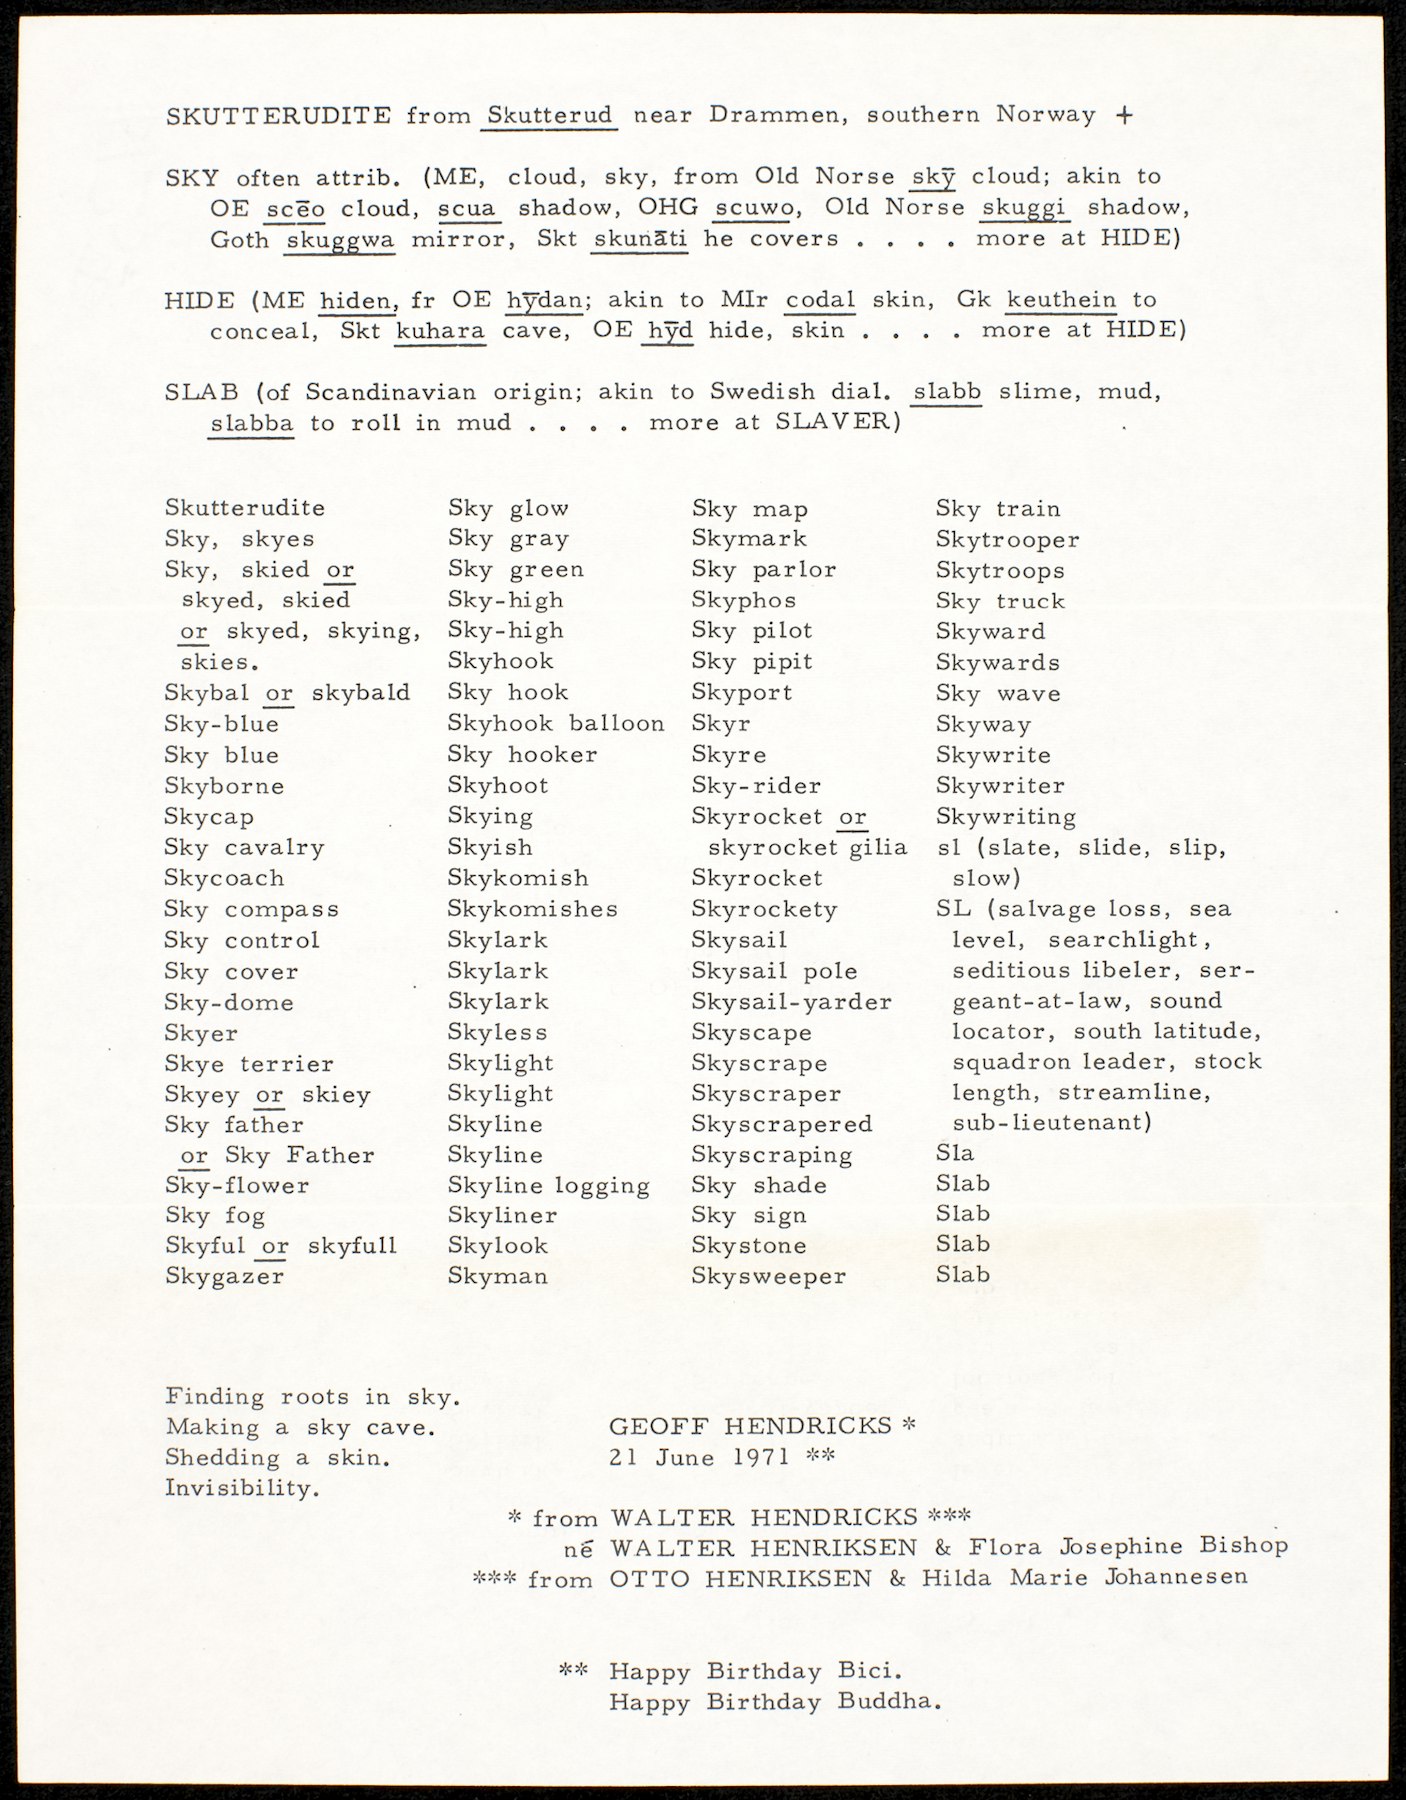 SKUTTERUDITE from Skutterud near Drammen, southern Norway +
SKY often attrib. (ME, cloud, sky, from Old Norse skȳ cloud; akin to
OE scēo cloud, scua shadow, OHG scuwo, Old Norse skuggi shadow,
Goth skuggwa mirror, Skt skunāti he covers . . . . more at HIDE)
HIDE (ME hiden, fr OE hȳdan; akin to MIr codal skin, Gk keuthein to
conceal, Skt kuhara cave, OE hȳd hide, skin . . . . more at HIDE)
SLAB (of Scandinavian origin; akin to Swedish dial. slabb slime, mud,
slabba to roll in mud . . . . more at SLAVER)
Skutterudite
Sky, skyes
Sky, skied or
skyed, skied
or skyed, skying,
skies.
Skybal or skybald
Sky-blue
Sky blue
Skyborne
Skycap
Sky cavalry
Skycoach
Sky compass
Sky control
Sky cover
Sky-dome
Skyer
Skye terrier
Skyey or skiey
Sky father
or Sky Father
Sky-flower
Sky fog
Skyful or skyfull
Skygazer
Sky glow
Sky gray
Sky green
Sky-high
Sky-high
Skyhook
Sky hook
Skyhook balloon
Sky hooker
Skyhoot
Skying
Skyish
Skykomish
Skykomishes
Skylark
Skylark
Skylark
Skyless
Skylight
Skylight
Skyline
Skyline
Skyline logging
Skyliner
Skylook
Skyman
Sky map
Skymark
Sky parlor
Skyphos
Sky pilot
Sky pipit
Skyport
Skyr
Skyre
Sky-rider
Skyrocket or
skyrocket gilia
Skyrocket
Skyrockety
Skysail
Skysail pole
Skysail-yarder
Skyscape
Skyscrape
Skyscraper
Skyscrapered
Skyscraping
Sky shade
Sky sign
Skystone
Skysweeper
Sky train
Skytrooper
Skytroops
Sky truck
Skyward
Skywards
Sky wave
Skyway
Skywrite
Skywriter
Skywriting
sl (slate, slide, slip,
slow)
SL (salvage loss, sea
level, searchlight,
seditious libeler, ser-
geant-at-law, sound
locator, south latitude,
squadron leader, stock
length, streamline,
sub-lieutenant)
Sla
Slab
Slab
Slab
Slab
Finding roots in sky.
Making a sky cave.
Shedding a skin.
Invisibility.
GEOFF HENDRICKS *
21 June 1971 **
* from WALTER HENDRICKS ***
né WALTER HENRIKSEN & Flora Josephine Bishop
*** from OTTO HENRIKSEN & Hilda Marie Johannesen
** Happy Birthday Bici.
Happy Birthday Buddha.